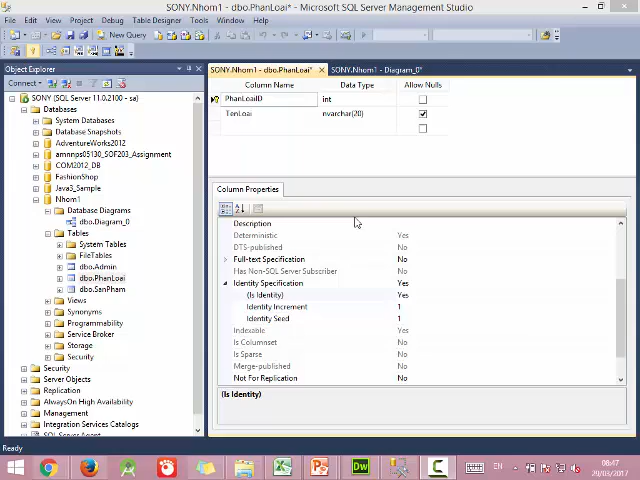 SONY.Nhom1 - dbo.PhanLoai* - Microsoft SQL Server Management Studio
File Edit View Project Debug Table Designer Tools Window Help
New Query
Object Explorer
Connect
SONY (SQL Server 11.0.2100 - sa)
Databases
System Databases
Database Snapshots
AdventureWorks2012
amnnps05130_SOF203_Assignment
COM2012_DB
FashionShop
Java3_Sample
Nhom1
Database Diagrams
dbo.Diagram_0
Tables
System Tables
FileTables
dbo.Admin
dbo.PhanLoai
dbo.SanPham
Views
Synonyms
Programmability
Service Broker
Storage
Security
Security
Server Objects
Replication
AlwaysOn High Availability
Management
Integration Services Catalogs
SQL Server Agent
SONY.Nhom1 - dbo.PhanLoai* SONY.Nhom1 - Diagram_0*
Column Name Data Type Allow Nulls
PhanLoaiID int
TenLoai nvarchar(20)
Column Properties
Description
Deterministic Yes
DTS-published No
Full-text Specification No
Has Non-SQL Server Subscriber No
Identity Specification Yes
(Is Identity) Yes
Identity Increment 1
Identity Seed 1
Indexable Yes
Is Columnset No
Is Sparse No
Merge-published No
Not For Replication No
(Is Identity)
Ready
Dw
EN
08:47
29/03/2017